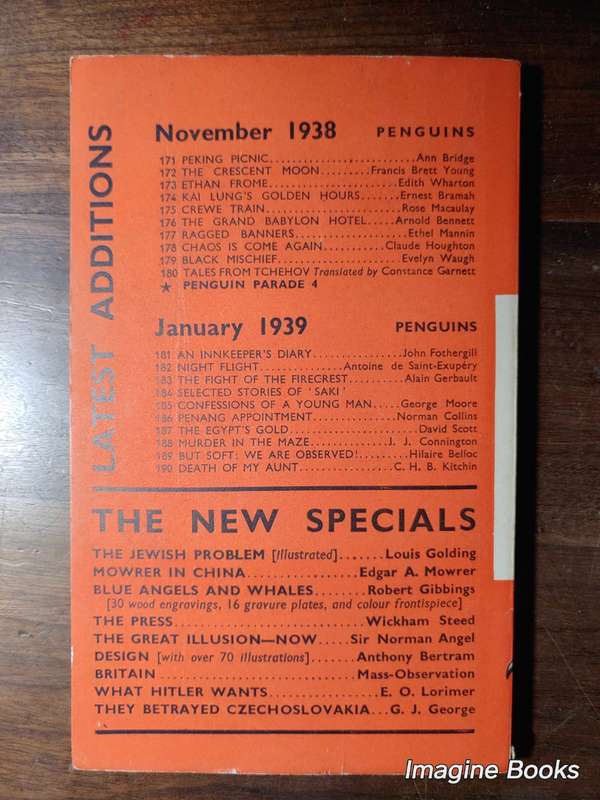 LATEST ADDITIONS
November 1938 PENGUINS
171 PEKING PICNIC............................Ann Bridge
172 THE CRESCENT MOON.........Francis Brett Young
173 ETHAN FROME.........................Edith Wharton
174 KAI LUNG'S GOLDEN HOURS.......Ernest Bramah
175 CREWE TRAIN..........................Rose Macaulay
176 THE GRAND BABYLON HOTEL.....Arnold Bennett
177 RAGGED BANNERS......................Ethel Mannin
178 CHAOS IS COME AGAIN............Claude Houghton
179 BLACK MISCHIEF........................Evelyn Waugh
180 TALES FROM TCHEHOV Translated by Constance Garnett
★ PENGUIN PARADE 4
January 1939 PENGUINS
181 AN INNKEEPER'S DIARY.................John Fothergill
182 NIGHT FLIGHT................Antoine de Saint-Exupéry
183 THE FIGHT OF THE FIRECREST...........Alain Gerbault
184 SELECTED STORIES OF 'SAKI'
185 CONFESSIONS OF A YOUNG MAN.....George Moore
186 PENANG APPOINTMENT................Norman Collins
187 THE EGYPT'S GOLD.........................David Scott
188 MURDER IN THE MAZE...............J. J. Connington
189 BUT SOFT: WE ARE OBSERVED!.........Hilaire Belloc
190 DEATH OF MY AUNT...................C. H. B. Kitchin
THE NEW SPECIALS
THE JEWISH PROBLEM [Illustrated].......Louis Golding
MOWRER IN CHINA..................Edgar A. Mowrer
BLUE ANGELS AND WHALES........Robert Gibbings
[30 wood engravings, 16 gravure plates, and colour frontispiece]
THE PRESS..............................Wickham Steed
THE GREAT ILLUSION—NOW.....Sir Norman Angel
DESIGN [with over 70 illustrations].......Anthony Bertram
BRITAIN...............................Mass-Observation
WHAT HITLER WANTS.................E. O. Lorimer
THEY BETRAYED CZECHOSLOVAKIA...G. J. George
Imagine Books